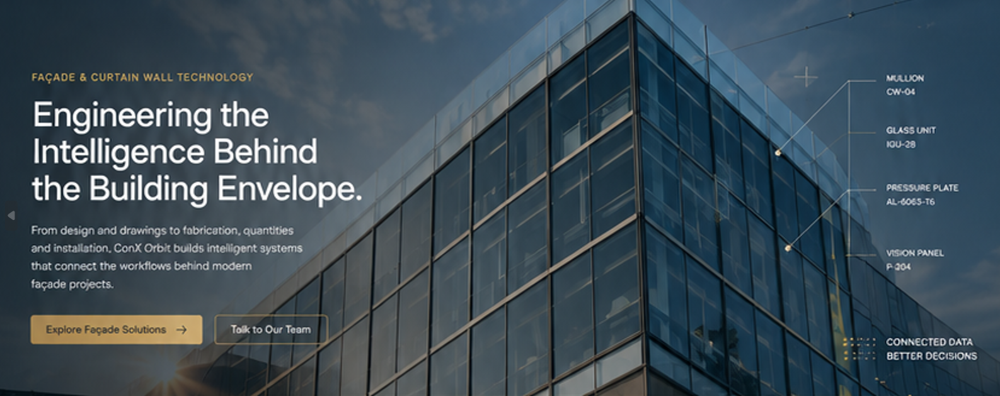 FAÇADE & CURTAIN WALL TECHNOLOGY
Engineering the
Intelligence Behind
the Building Envelope.
From design and drawings to fabrication, quantities
and installation, ConX Orbit builds intelligent systems
that connect the workflows behind modern
façade projects.
Explore Façade Solutions →
Talk to Our Team
MULLION
CW-04
GLASS UNIT
IGU-28
PRESSURE PLATE
AL-6063-T6
VISION PANEL
P-204
CONNECTED DATA
BETTER DECISIONS